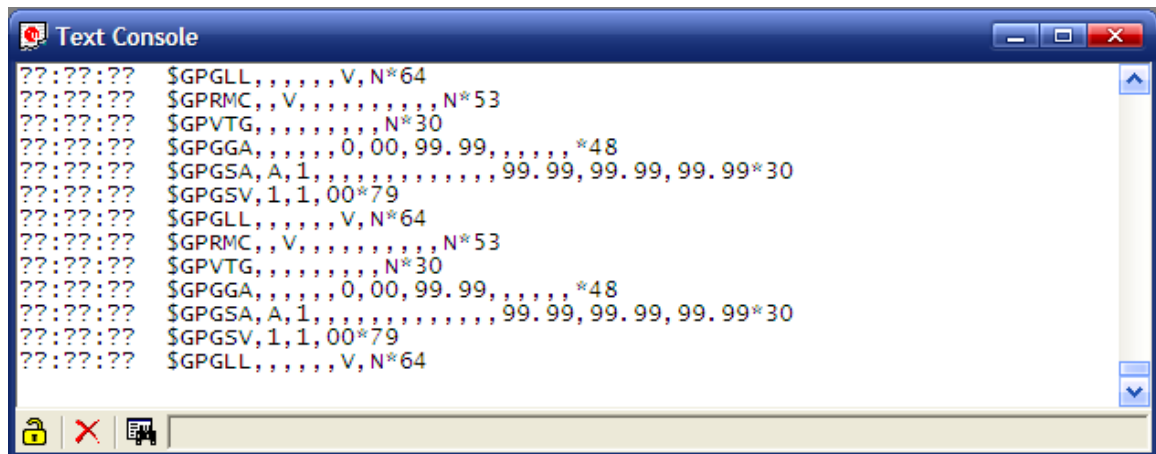 Text Console
??:??:?? $GPGLL,,,,,,V,N*64
??:??:?? $GPRMC,,V,,,,,,,,,,N*53
??:??:?? $GPVTG,,,,,,,,,N*30
??:??:?? $GPGGA,,,,,,0,00,99.99,,,,,,*48
??:??:?? $GPGSA,A,1,,,,,,,,,,,,,99.99,99.99,99.99*30
??:??:?? $GPGSV,1,1,00*79
??:??:?? $GPGLL,,,,,,V,N*64
??:??:?? $GPRMC,,V,,,,,,,,,,N*53
??:??:?? $GPVTG,,,,,,,,,N*30
??:??:?? $GPGGA,,,,,,0,00,99.99,,,,,,*48
??:??:?? $GPGSA,A,1,,,,,,,,,,,,,99.99,99.99,99.99*30
??:??:?? $GPGSV,1,1,00*79
??:??:?? $GPGLL,,,,,,V,N*64